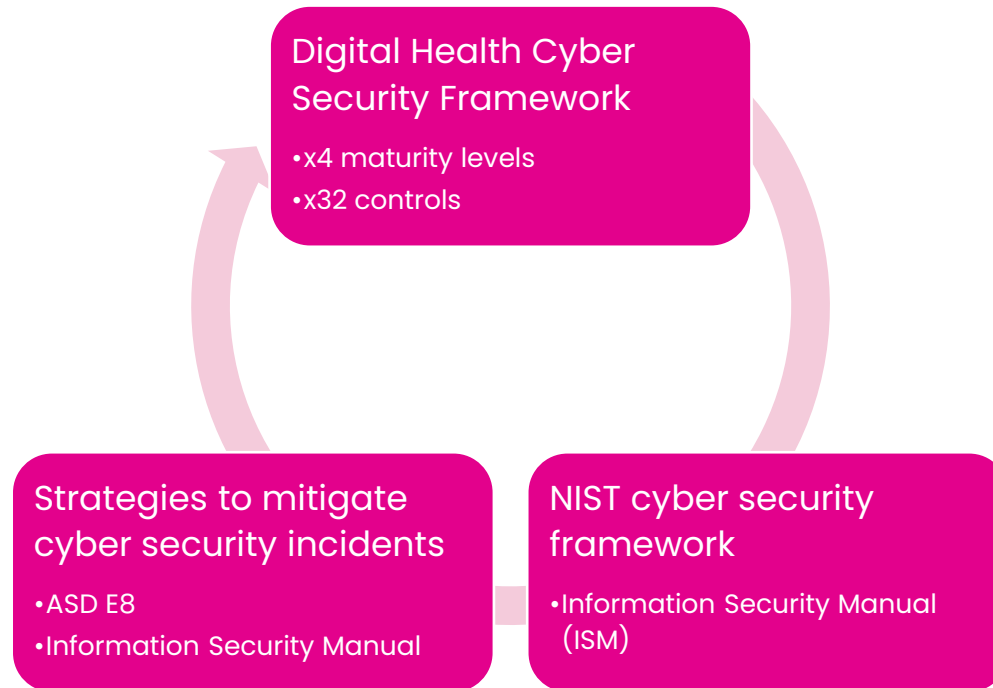 Digital Health Cyber
Security Framework
•x4 maturity levels
•x32 controls
Strategies to mitigate
cyber security incidents
•ASD E8
•Information Security Manual
NIST cyber security
framework
•Information Security Manual
(ISM)